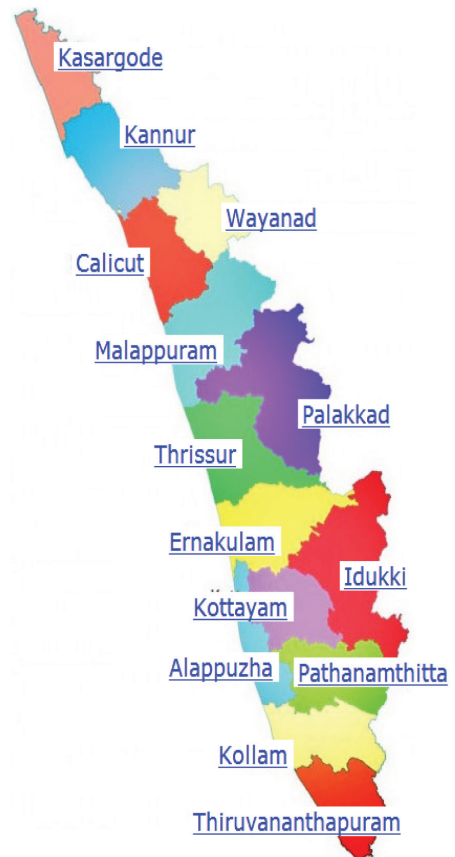 Kasargode
Kannur
Wayanad
Calicut
Malappuram
Palakkad
Thrissur
Ernakulam
Idukki
Kottayam
Alappuzha
Pathanamthitta
Kollam
Thiruvananthapuram